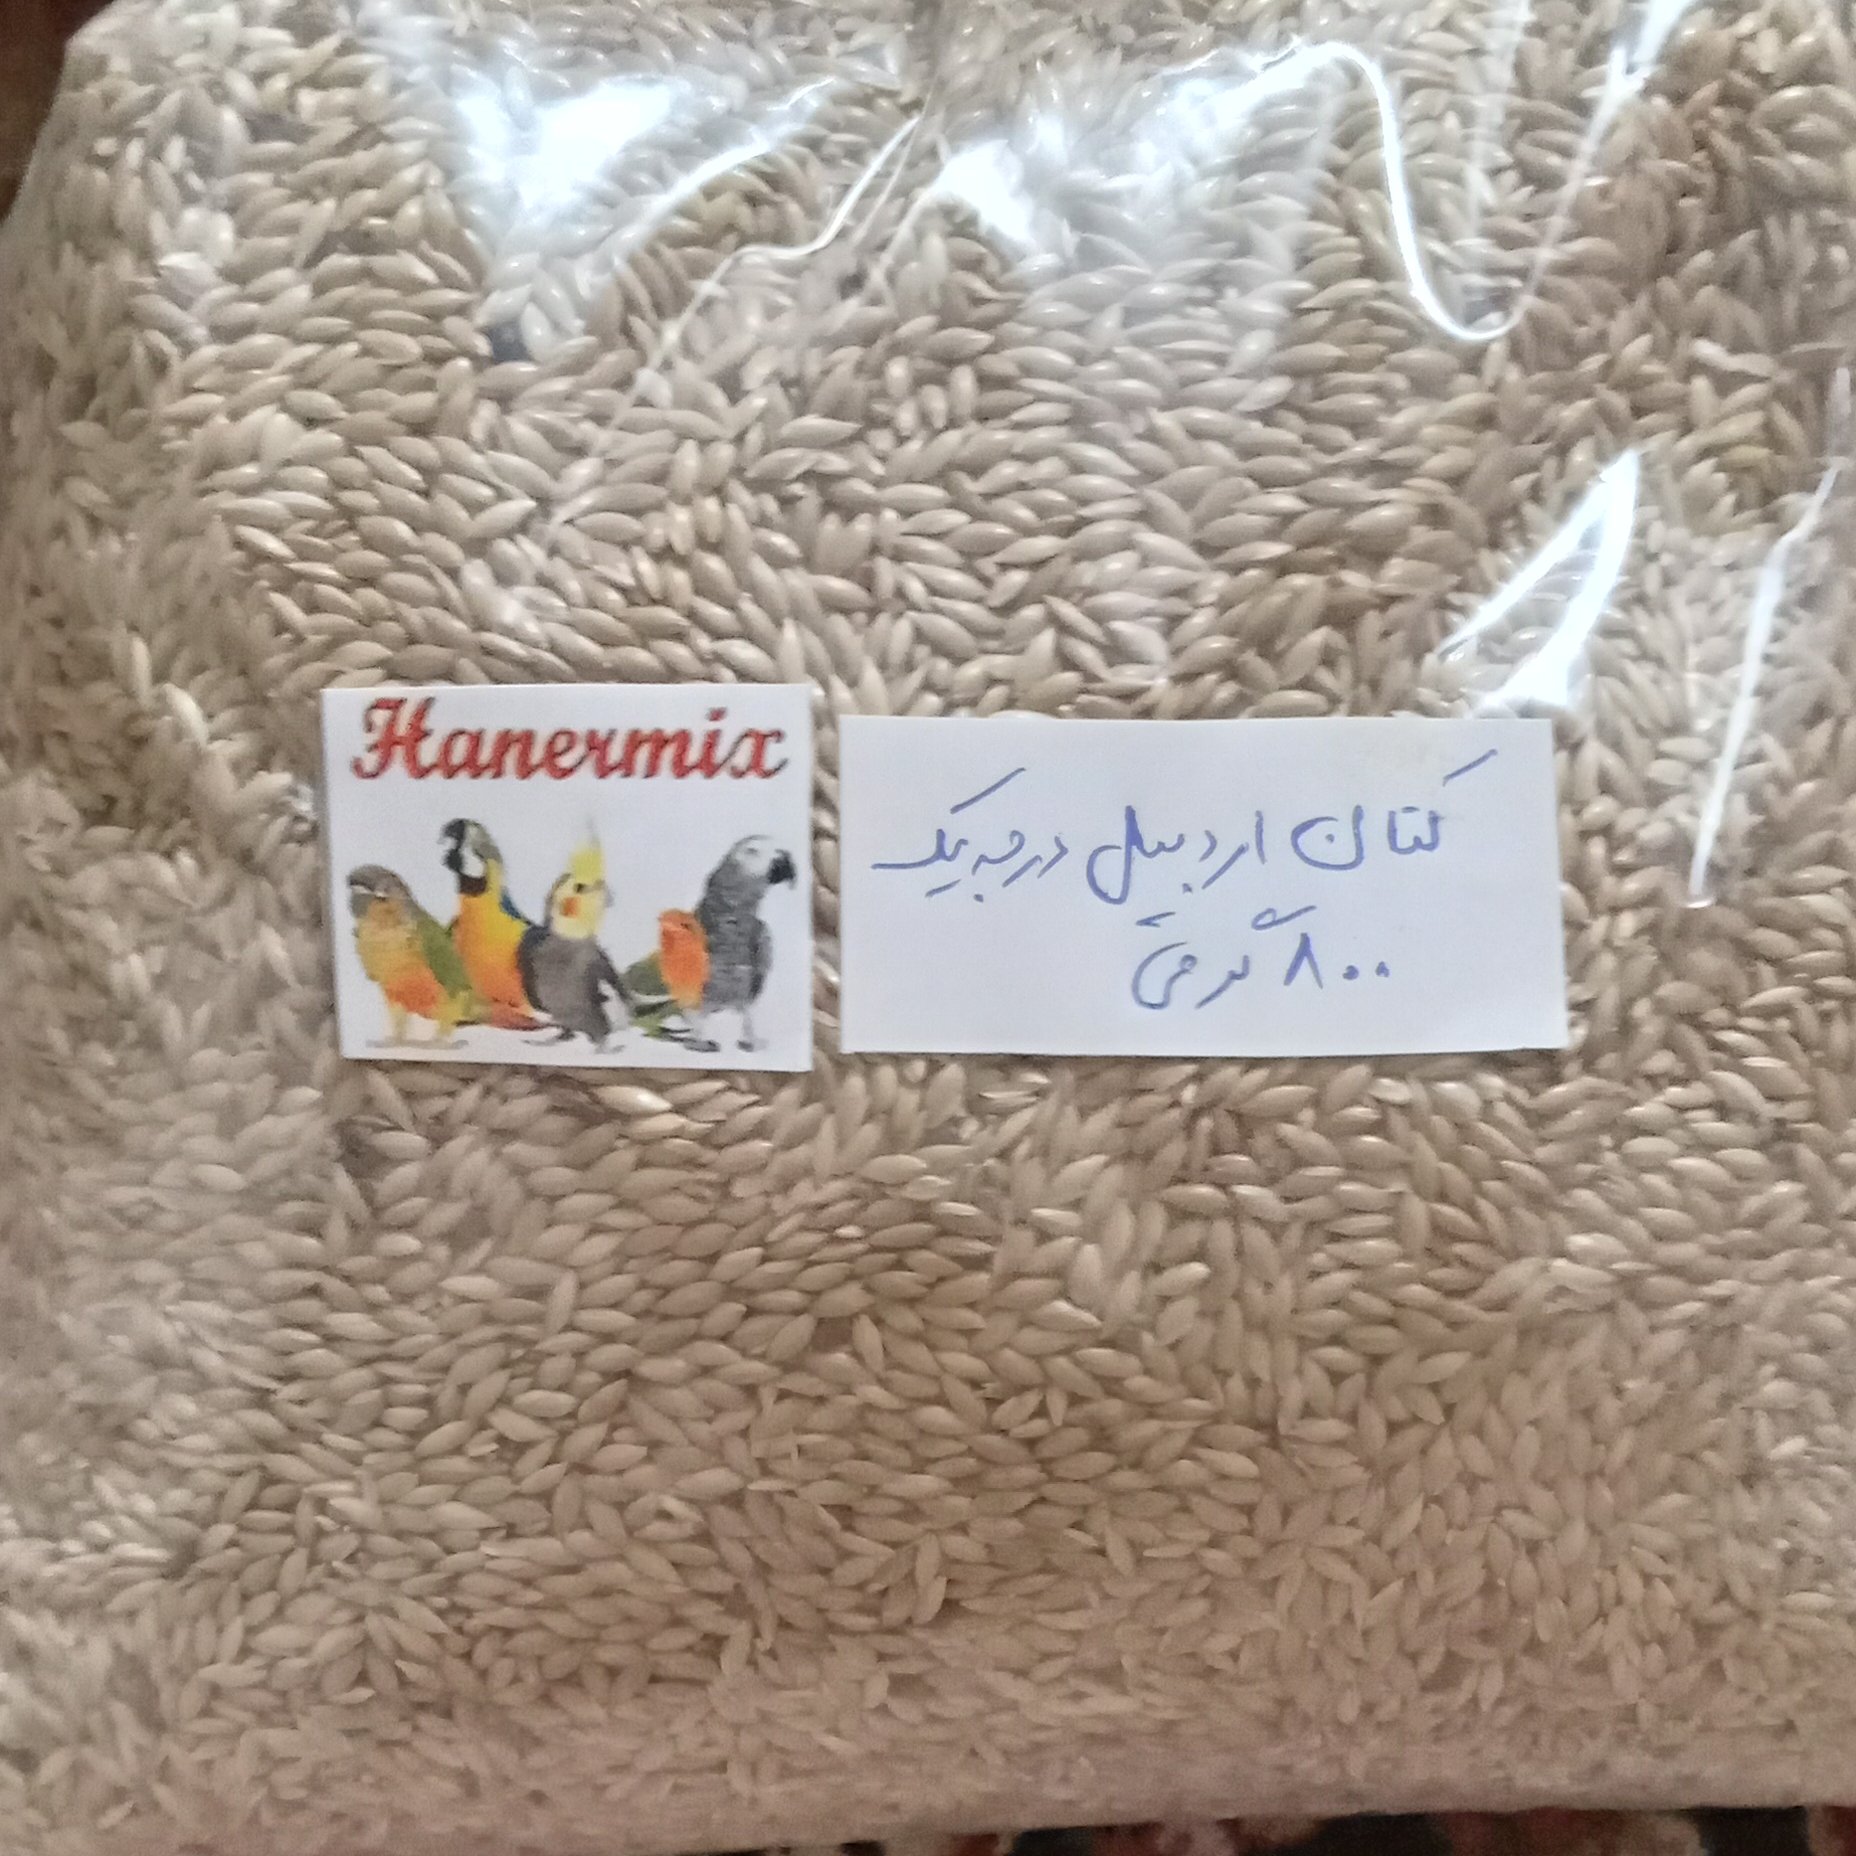 Hanermix
کتان اردبیل درجه یک
۸۰۰ گرمی